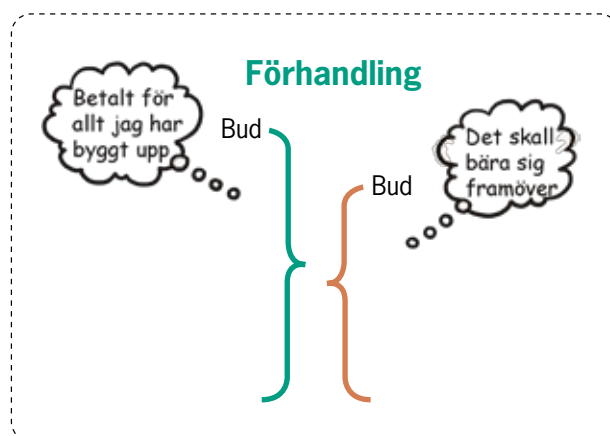 Förhandling
Betalt för
allt jag har
byggt upp
Bud
Det skall
bära sig
framöver
Bud